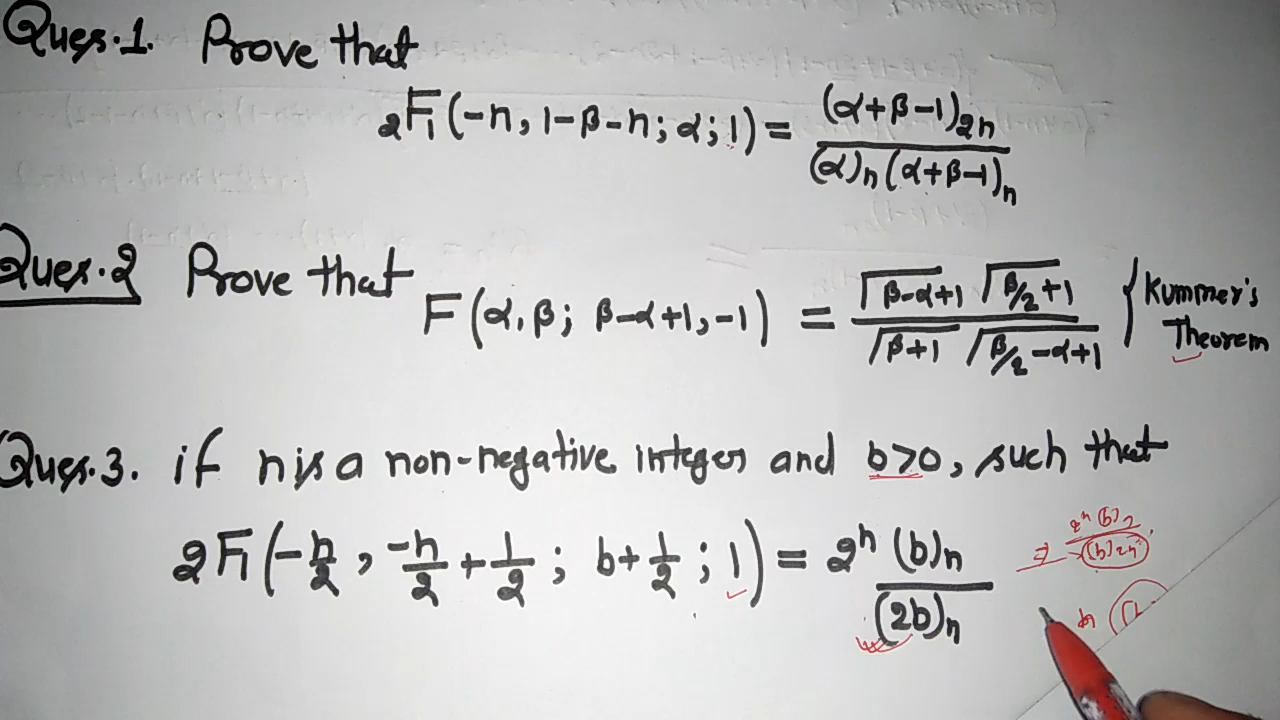 Ques.1. Prove that
₂F₁(-n, 1-β-n; α; 1) = (α+β-1)₂ₙ / (α)ₙ(α+β-1)ₙ
Ques.2 Prove that
F(α, β; β-α+1, -1) = Γβ-α+1 Γβ/2+1 / Γβ+1 Γβ/2-α+1 { Kummer's Theorem
Ques.3. if n is a non-negative integer and b>0, such that
2F1(-n/2, -n/2 + 1/2; b+1/2; 1) = 2ⁿ (b)ₙ / (2b)ₙ